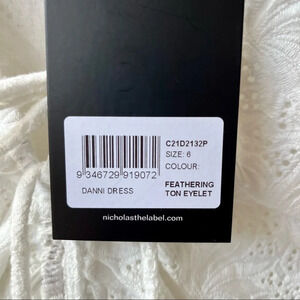 C21D2132P
SIZE: 6
COLOUR:
9 346729 919072
DANNI DRESS
FEATHERING
TON EYELET
nicholasthelabel.com